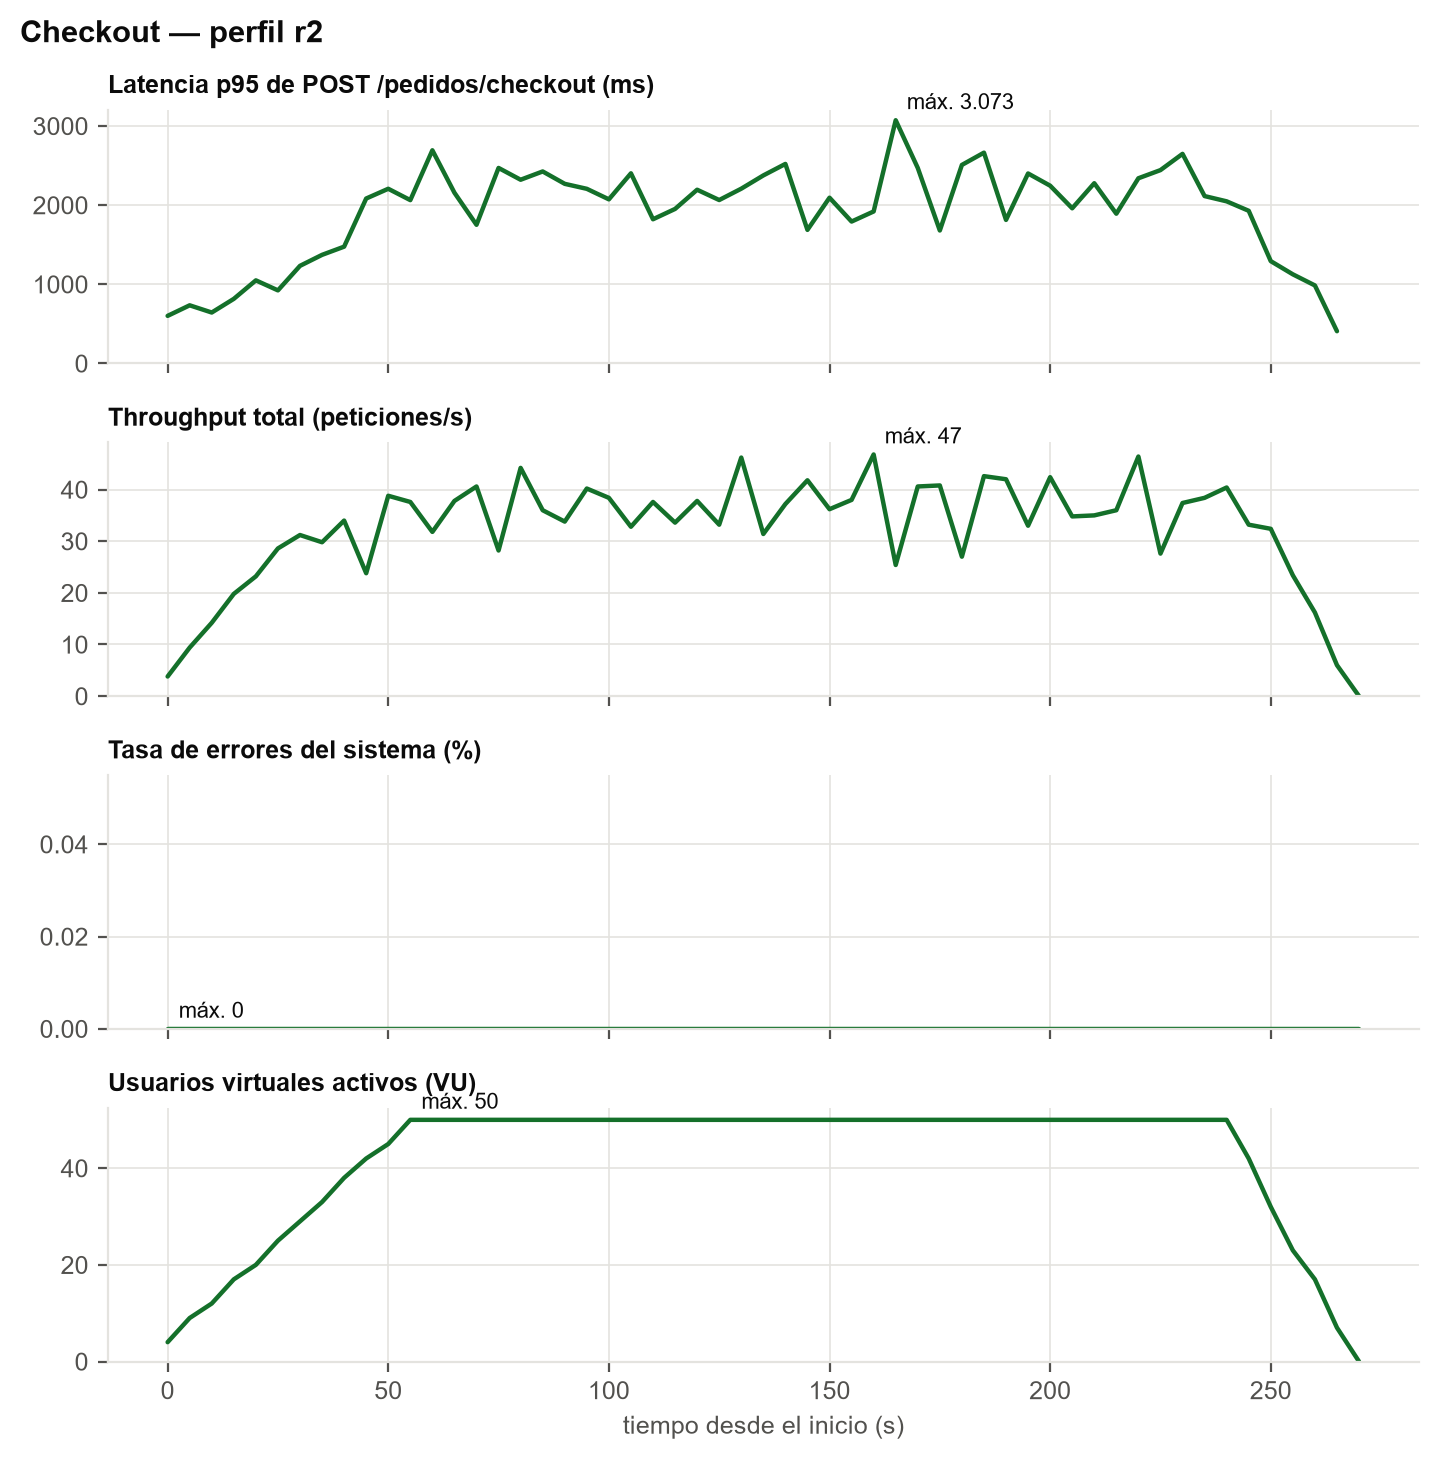 Checkout — perfil r2
Latencia p95 de POST /pedidos/checkout (ms)
máx. 3.073
3000
2000
1000
0
Throughput total (peticiones/s)
máx. 47
40
30
20
10
0
Tasa de errores del sistema (%)
0.04
0.02
máx. 0
0.00
Usuarios virtuales activos (VU)
máx. 50
40
20
0
0 50 100 150 200 250
tiempo desde el inicio (s)